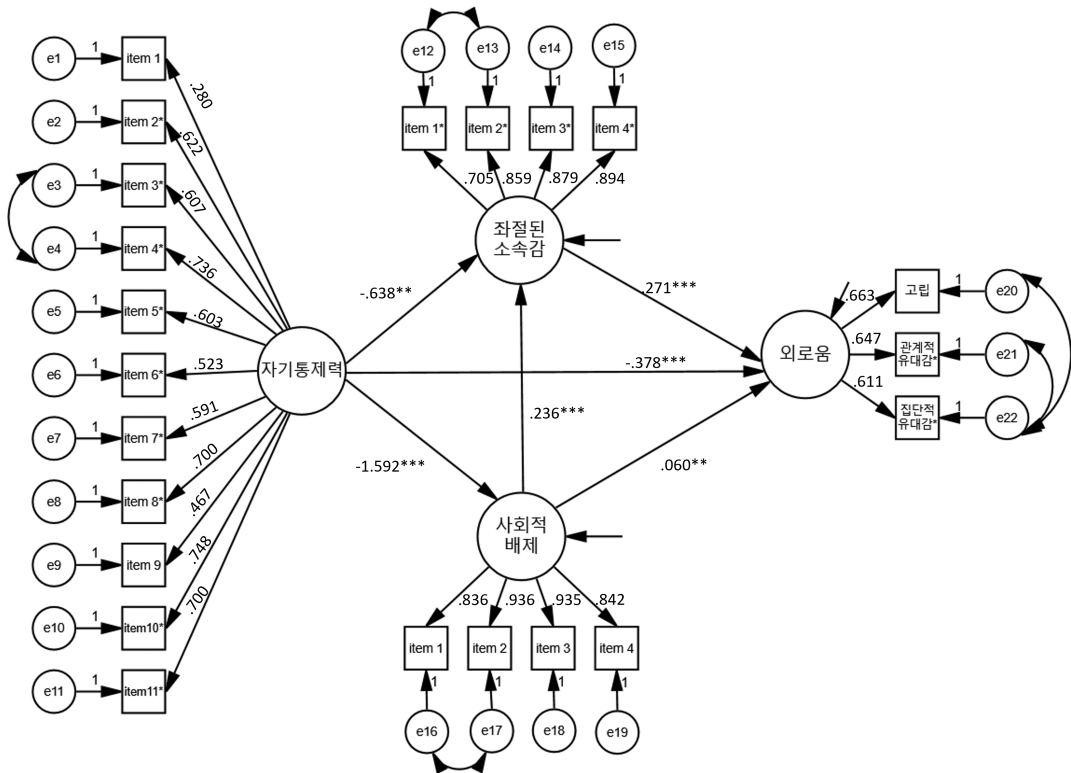 e1
1
item 1
.280
e2
1
item 2*
.622
e3
1
item 3*
.607
e4
1
item 4*
.736
e5
1
item 5*
.603
e6
1
item 6*
.523
e7
1
item 7*
.591
e8
1
item 8*
.700
e9
1
item 9
.467
e10
1
item10*
.748
e11
1
item11*
.700
자기통제력
e12
e13
e14
e15
1
1
1
1
item 1*
item 2*
item 3*
item 4*
.705
.859
.879
.894
좌절된
소속감
-.638**
.271***
-.378***
.236***
-1.592***
.060**
외로움
.663
.647
.611
고립
1
e20
관계적
유대감*
1
e21
집단적
유대감*
1
e22
사회적
배제
.836
.936
.935
.842
item 1
item 2
item 3
item 4
1
1
1
1
e16
e17
e18
e19